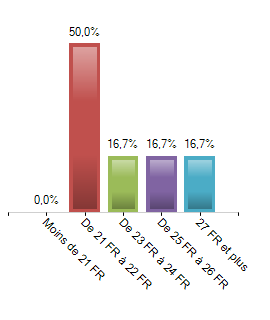 50,0%
16,7% 16,7% 16,7%
0,0%
Moins de 21 FR
De 21 FR à 22 FR
De 23 FR à 24 FR
De 25 FR à 26 FR
27 FR et plus